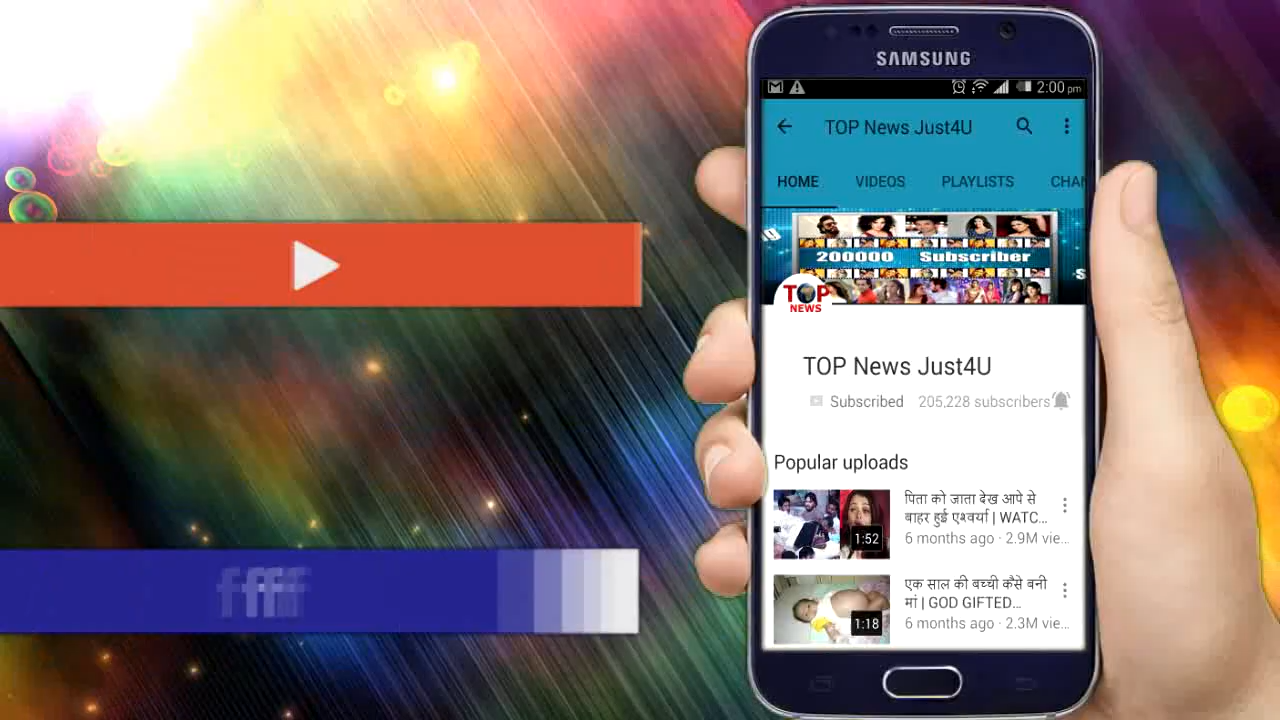 SAMSUNG
2:00 pm
TOP News Just4U
HOME VIDEOS PLAYLISTS CHAN
200000 Subscriber
TOP
NEWS
TOP News Just4U
Subscribed 205,228 subscribers
Popular uploads
पिता को जाता देख आपे से
बाहर हुई एश्वर्या | WATC...
1:52
6 months ago · 2.9M vie...
एक साल की बच्ची कैसे बनी
मां | GOD GIFTED...
1:18
6 months ago · 2.3M vie...